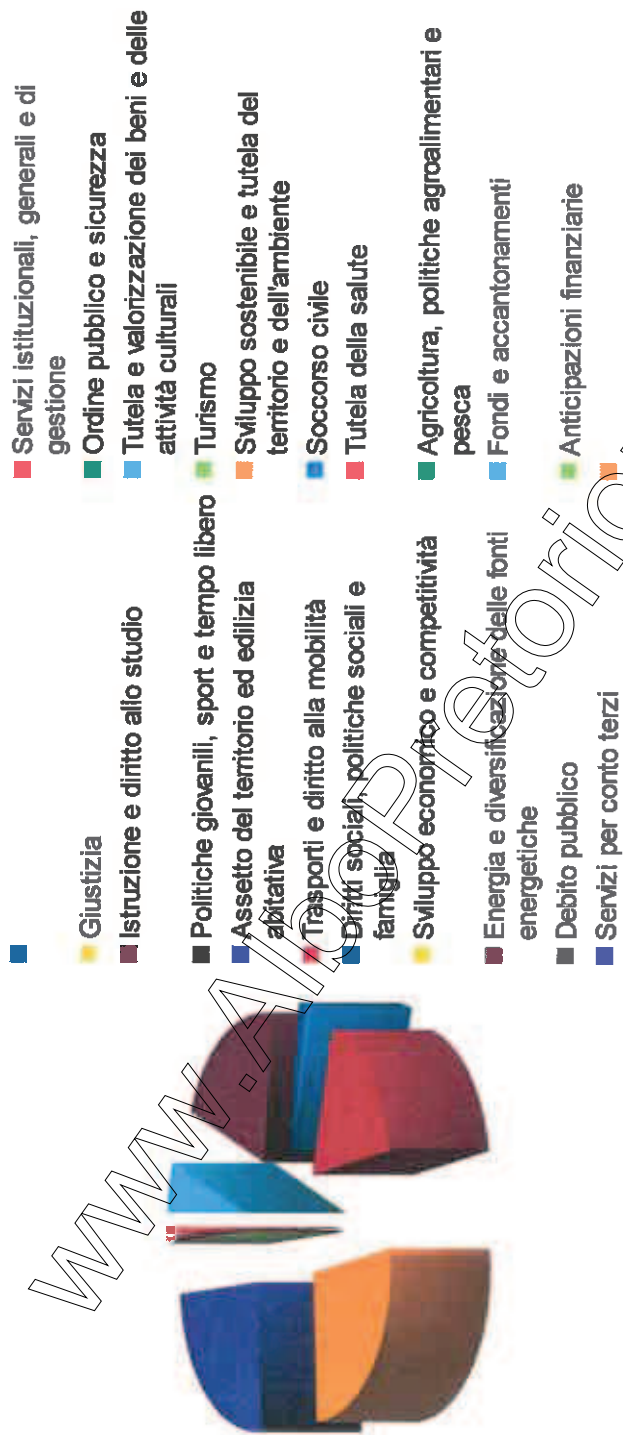 Giustizia
Istruzione e diritto allo studio
Politiche giovanili, sport e tempo libero
Assetto del territorio ed edilizia
abitativa
Trasporti e diritto alla mobilità
Diritti sociali, politiche sociali e
famiglia
Sviluppo economico e competitività
Energia e diversificazione delle fonti
energetiche
Debito pubblico
Servizi per conto terzi
Servizi istituzionali, generali e di
gestione
Ordine pubblico e sicurezza
Tutela e valorizzazione dei beni e delle
attività culturali
Turismo
Sviluppo sostenibile e tutela del
territorio e dell'ambiente
Soccorso civile
Tutela della salute
Agricoltura, politiche agroalimentari e
pesca
Fondi e accantonamenti
Anticipazioni finanziarie
www.AlboPretorio